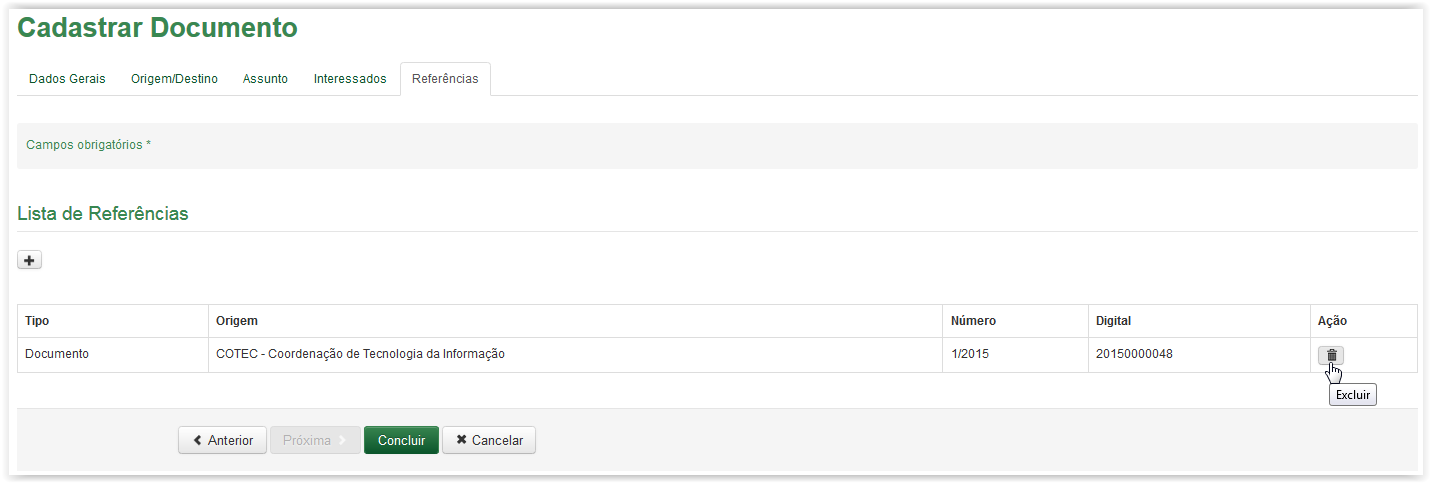 Cadastrar Documento
Dados Gerais Origem/Destino Assunto Interessados Referências
Campos obrigatórios *
Lista de Referências
Tipo Origem Número Digital Ação
Documento COTEC - Coordenação de Tecnologia da Informação 1/2015 20150000048
Excluir
Anterior Próxima Concluir Cancelar